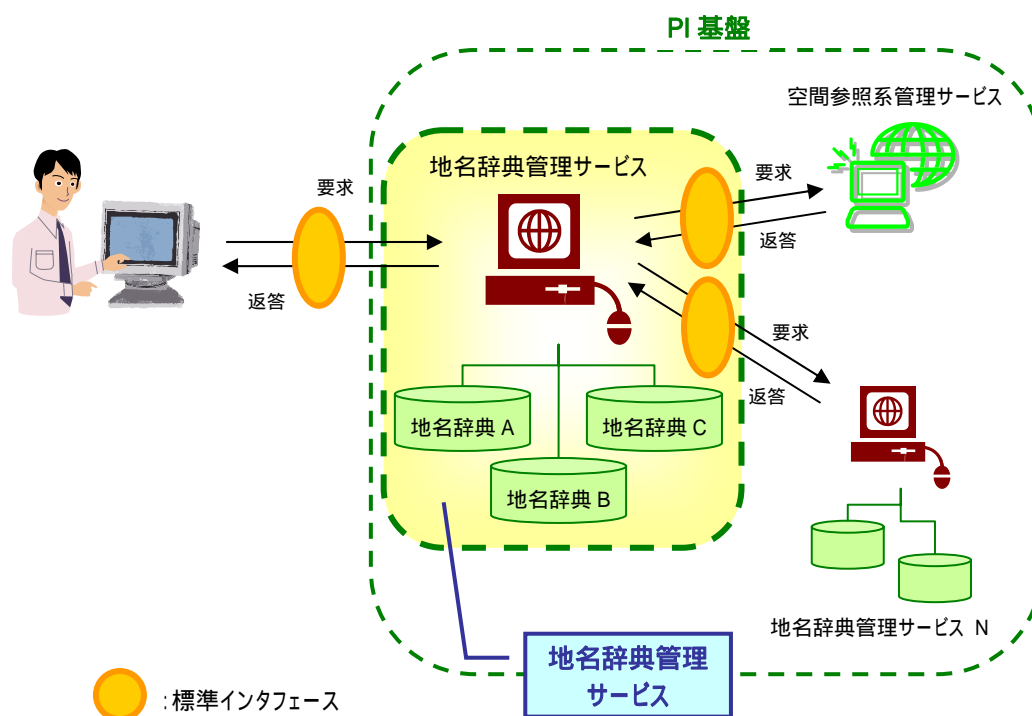 PI 基盤
空間参照系管理サービス
地名辞典管理サービス
要求
返答
要求
返答
要求
返答
地名辞典 A
地名辞典 C
地名辞典 B
地名辞典管理サービス N
地名辞典管理
サービス
:標準インタフェース